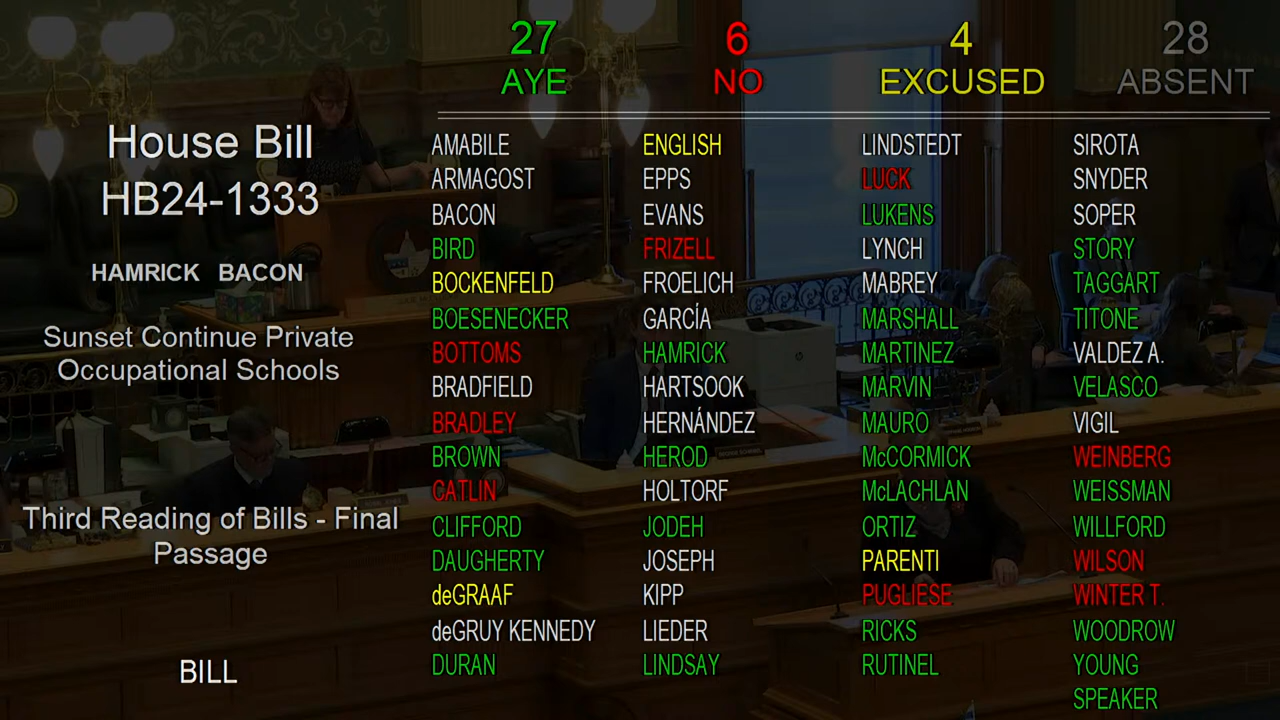 27 6 4 28
AYE NO EXCUSED ABSENT
House Bill
HB24-1333
HAMRICK BACON
Sunset Continue Private
Occupational Schools
Third Reading of Bills - Final
Passage
BILL
AMABILE
ARMAGOST
BACON
BIRD
BOCKENFELD
BOESENECKER
BOTTOMS
BRADFIELD
BRADLEY
BROWN
CATLIN
CLIFFORD
DAUGHERTY
deGRAAF
deGRUY KENNEDY
DURAN
ENGLISH
EPPS
EVANS
FRIZELL
FROELICH
GARCÍA
HAMRICK
HARTSOOK
HERNÁNDEZ
HEROD
HOLTORF
JODEH
JOSEPH
KIPP
LIEDER
LINDSAY
LINDSTEDT
LUCK
LUKENS
LYNCH
MABREY
MARSHALL
MARTINEZ
MARVIN
MAURO
McCORMICK
McLACHLAN
ORTIZ
PARENTI
PUGLIESE
RICKS
RUTINEL
SIROTA
SNYDER
SOPER
STORY
TAGGART
TITONE
VALDEZ A.
VELASCO
VIGIL
WEINBERG
WEISSMAN
WILLFORD
WILSON
WINTER T.
WOODROW
YOUNG
SPEAKER